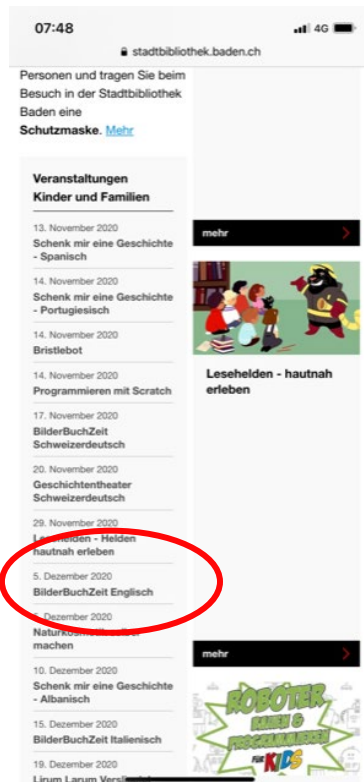 07:48
4G
stadtbibliothek.baden.ch
Personen und tragen Sie beim
Besuch in der Stadtbibliothek
Baden eine
Schutzmaske. Mehr
Veranstaltungen
Kinder und Familien
13. November 2020
Schenk mir eine Geschichte
- Spanisch
14. November 2020
Schenk mir eine Geschichte
- Portugiesisch
14. November 2020
Bristlebot
14. November 2020
Programmieren mit Scratch
17. November 2020
BilderBuchZeit
Schweizerdeutsch
20. November 2020
Geschichtentheater
Schweizerdeutsch
29. November 2020
Lesehelden - Helden
hautnah erleben
5. Dezember 2020
BilderBuchZeit Englisch
Dezember 2020
machen
10. Dezember 2020
Schenk mir eine Geschichte
- Albanisch
15. Dezember 2020
BilderBuchZeit Italienisch
19. Dezember 2020
Lirum Larum
mehr
Lesehelden - hautnah
erleben
mehr
ROBOTER
BAUEN &
PROGRAMMIEREN
FÜR KIDS